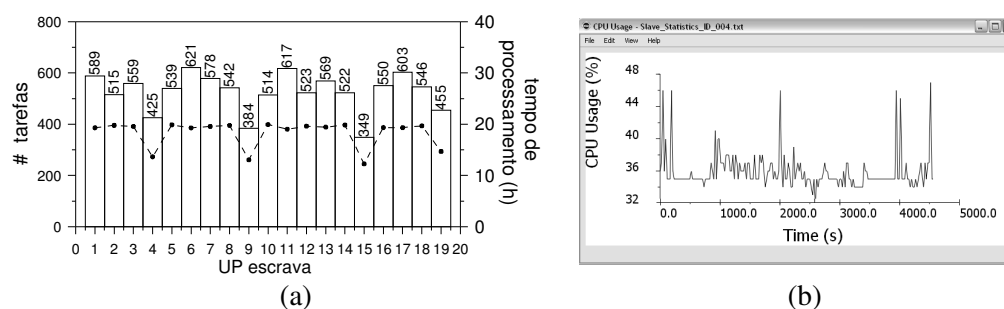 800
600
400
200
0
# tarefas
589
515
559
425
539
621
578
542
384
514
617
523
569
522
349
550
603
546
455
40
30
20
10
0
tempo de
processamento (h)
0 1 2 3 4 5 6 7 8 9 10 11 12 13 14 15 16 17 18 19 20
UP escrava
(a)
CPU Usage - Slave_Statistics_ID_004.txt
File Edit View Help
CPU Usage (%)
48
44
40
36
32
0.0 1000.0 2000.0 3000.0 4000.0 5000.0
Time (s)
(b)